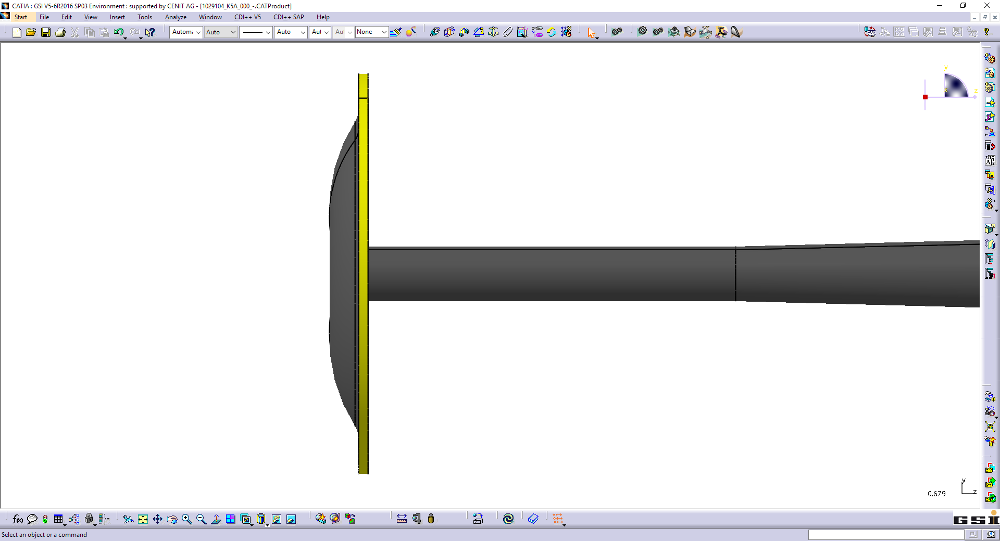 CATIA : GSI V5-6R2016 SP03 Environment : supported by CENIT AG - [1029104_K5A_000_-.CATProduct]
Start File Edit View Insert Tools Analyze Window CDI++ V5 CDI++ SAP Help
Automa Auto Auto Aut Aut None
y
z
y
z
0,679
GSI
Select an object or a command